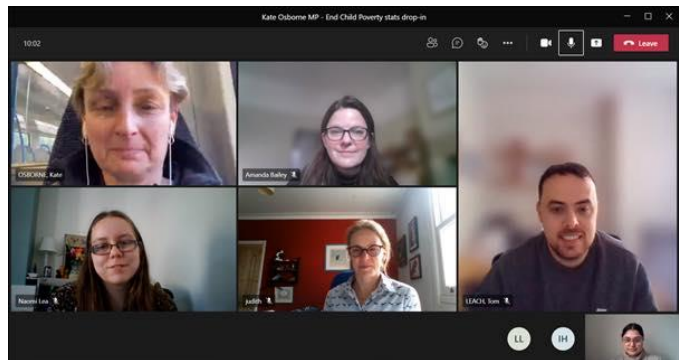 Kate Osborne MP - End Child Poverty stats drop-in
10:02
Leave
OSBORNE, Kate
Amanda Bailey
Naomi Lea
judith
LEACH, Tom
LL
IH